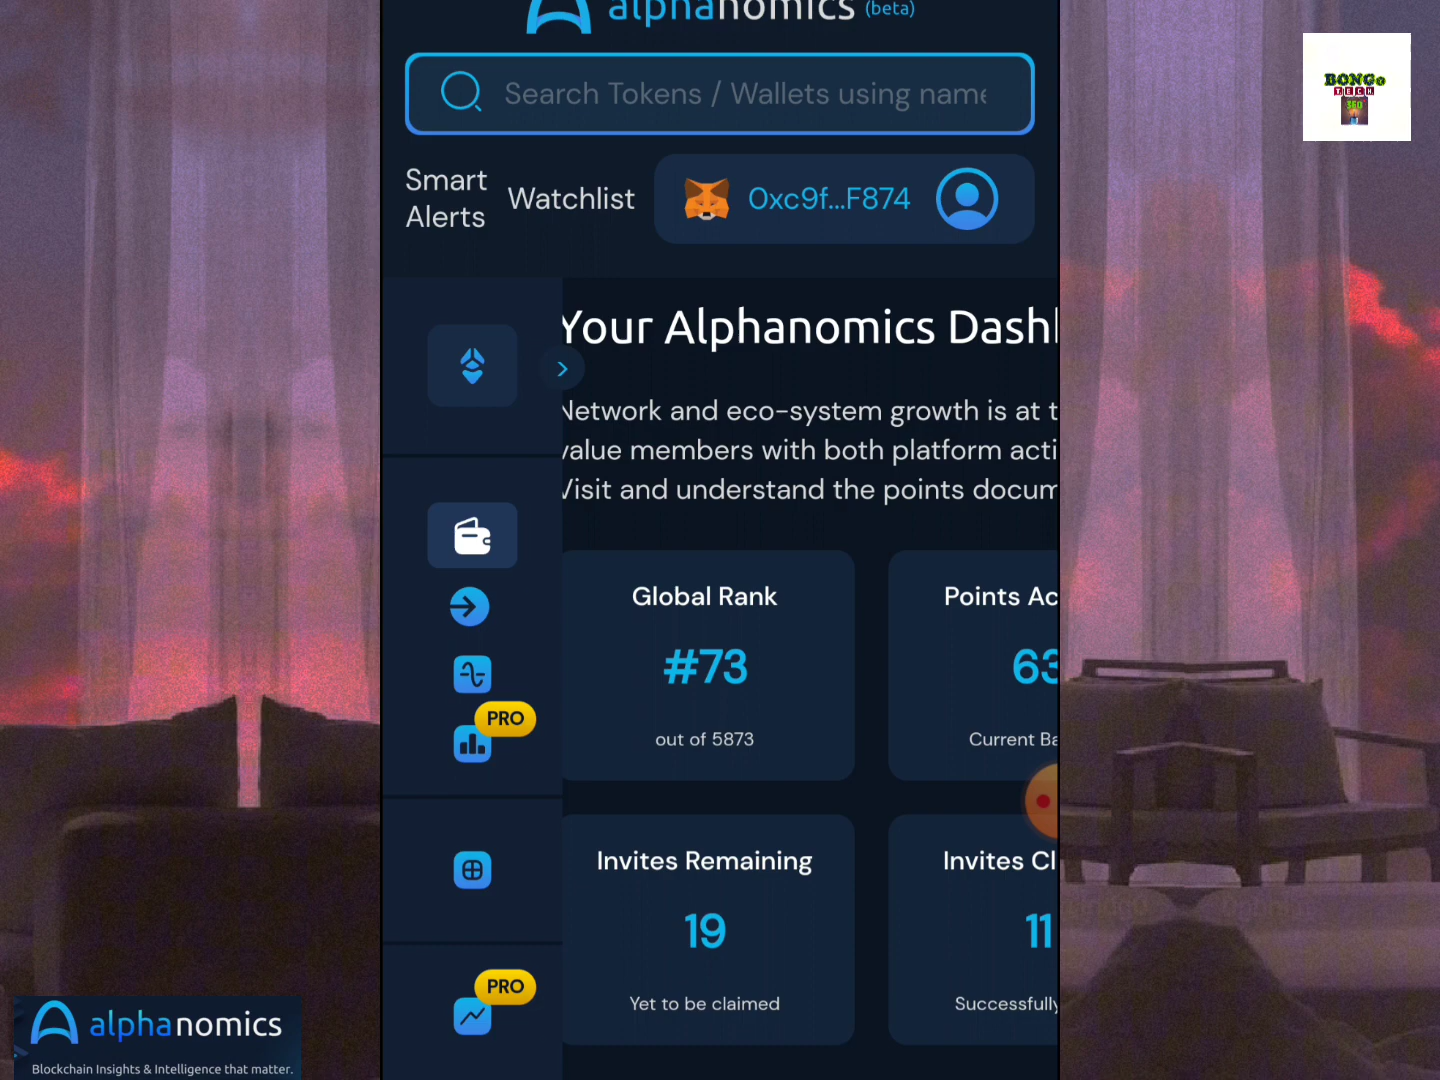 alphanomics (beta)
Search Tokens / Wallets using name
Smart
Alerts
Watchlist
0xc9f...F874
Your Alphanomics Dash
Network and eco-system growth is at t
value members with both platform acti
Visit and understand the points docum
PRO
Global Rank
#73
out of 5873
Points Ac
63
Current Ba
Invites Remaining
19
Yet to be claimed
Invites Cl
11
Successfully
PRO
BONGo
TECH
360
alphanomics
Blockchain Insights & Intelligence that matter.